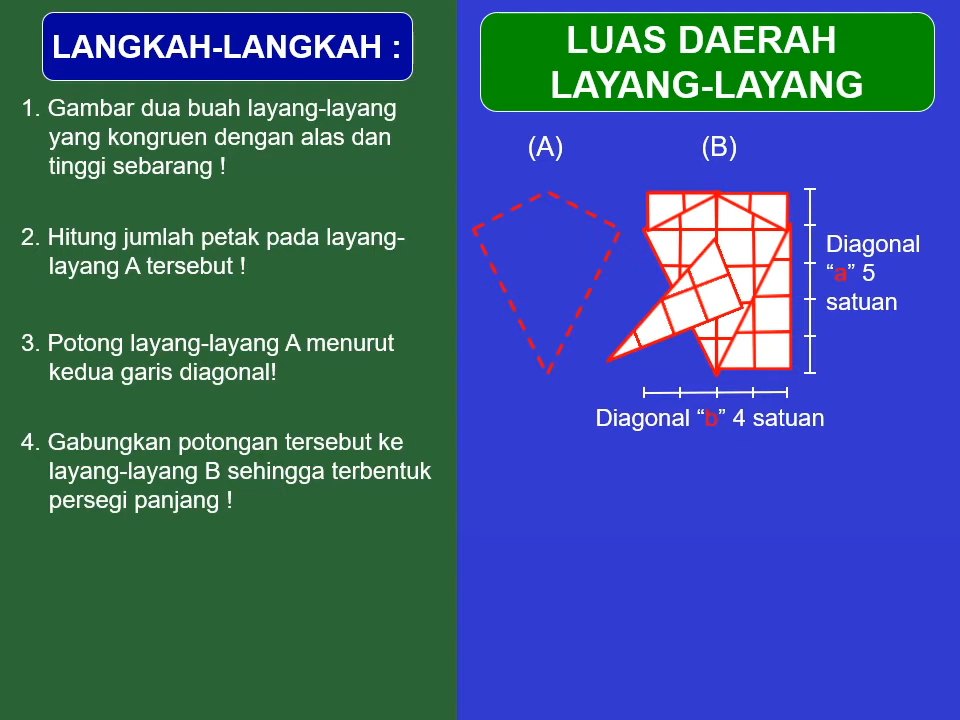 LANGKAH-LANGKAH :
1. Gambar dua buah layang-layang
yang kongruen dengan alas dan
tinggi sebarang !
2. Hitung jumlah petak pada layang-
layang A tersebut !
3. Potong layang-layang A menurut
kedua garis diagonal!
4. Gabungkan potongan tersebut ke
layang-layang B sehingga terbentuk
persegi panjang !
LUAS DAERAH
LAYANG-LAYANG
(A) (B)
Diagonal
“a” 5
satuan
Diagonal “b” 4 satuan